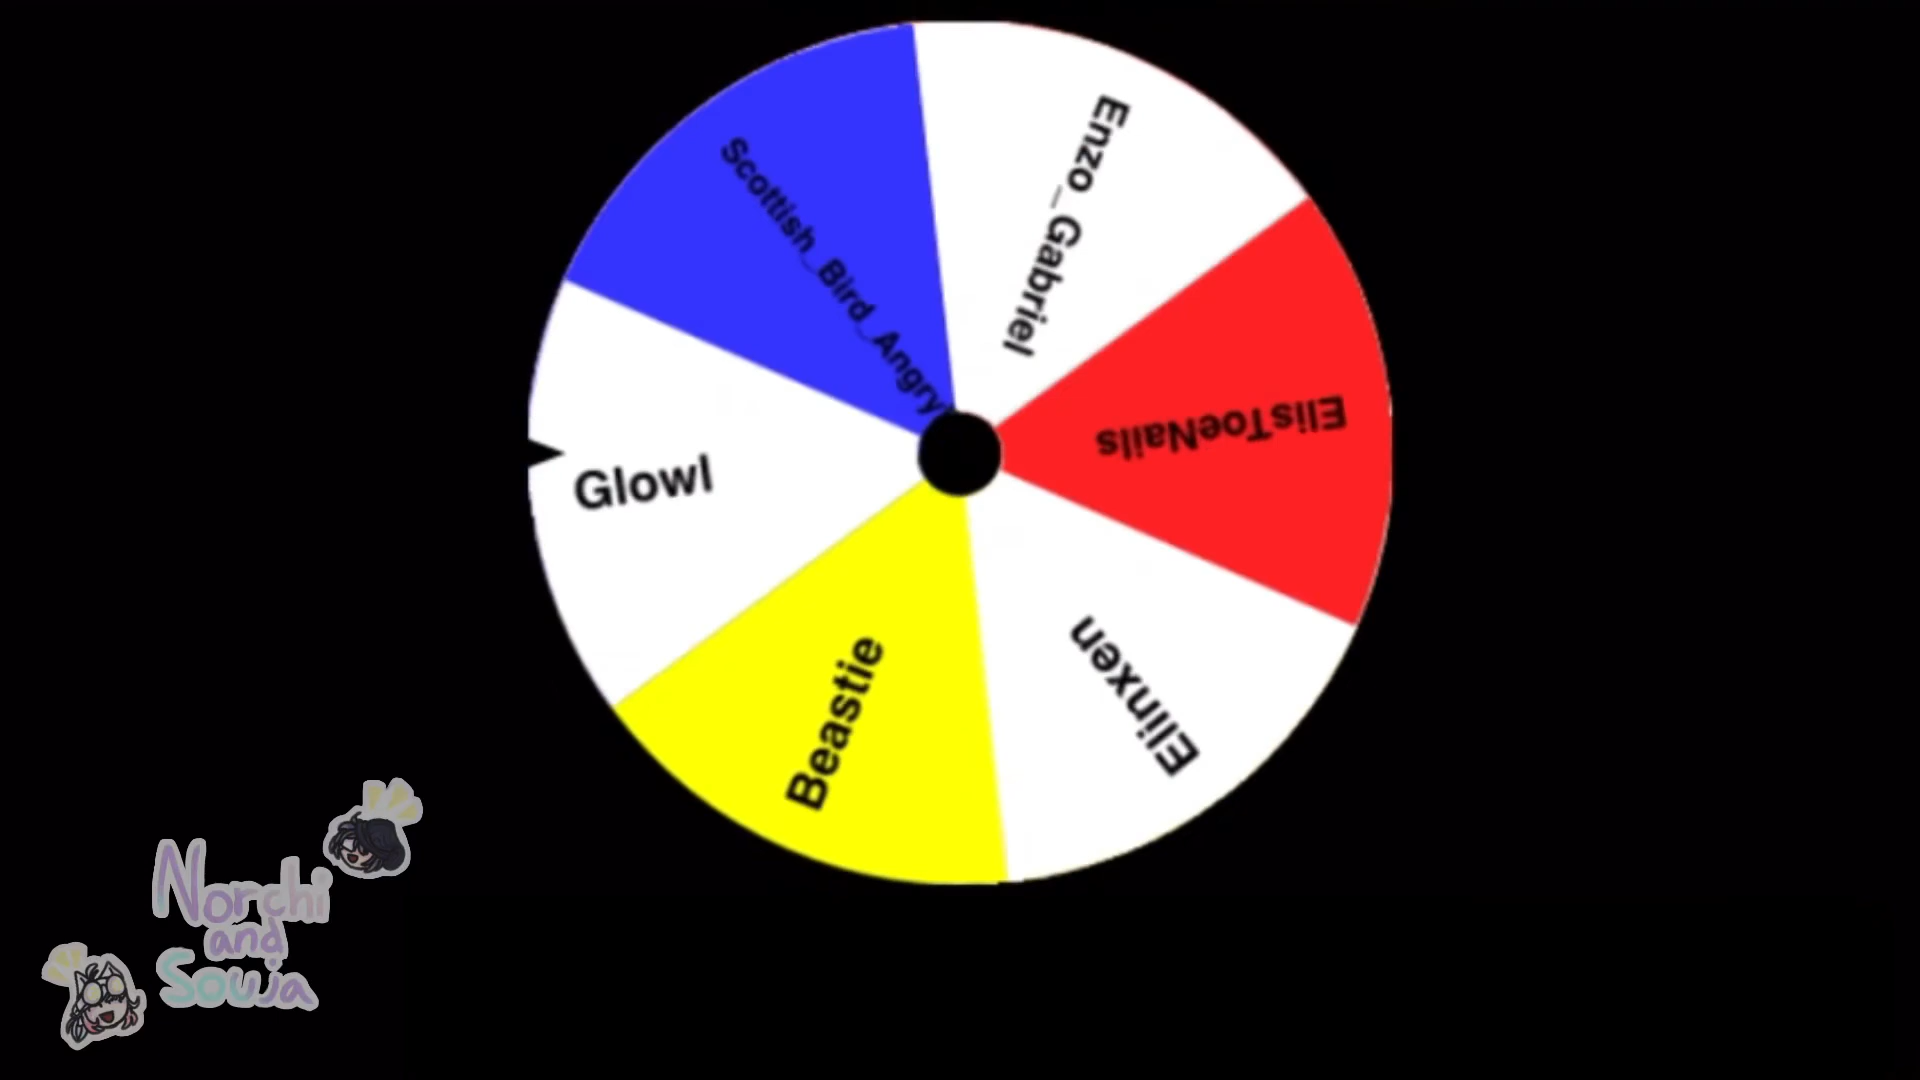 Scottish_Bird_Angry
Enzo_Gabriel
ElisToeNails
Elinxen
Beastie
Glowl
Norchi
and
Souja